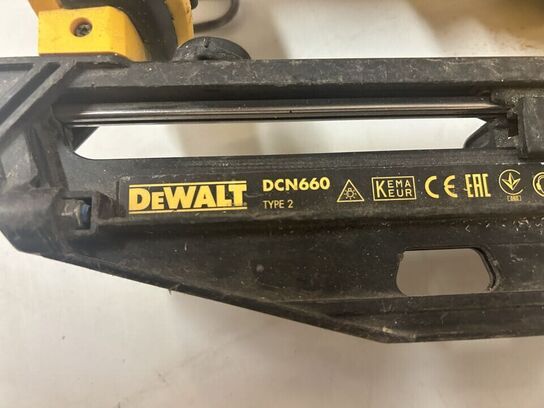 DEWALT DCN660 KEMA KEUR CE EAC
TYPE 2